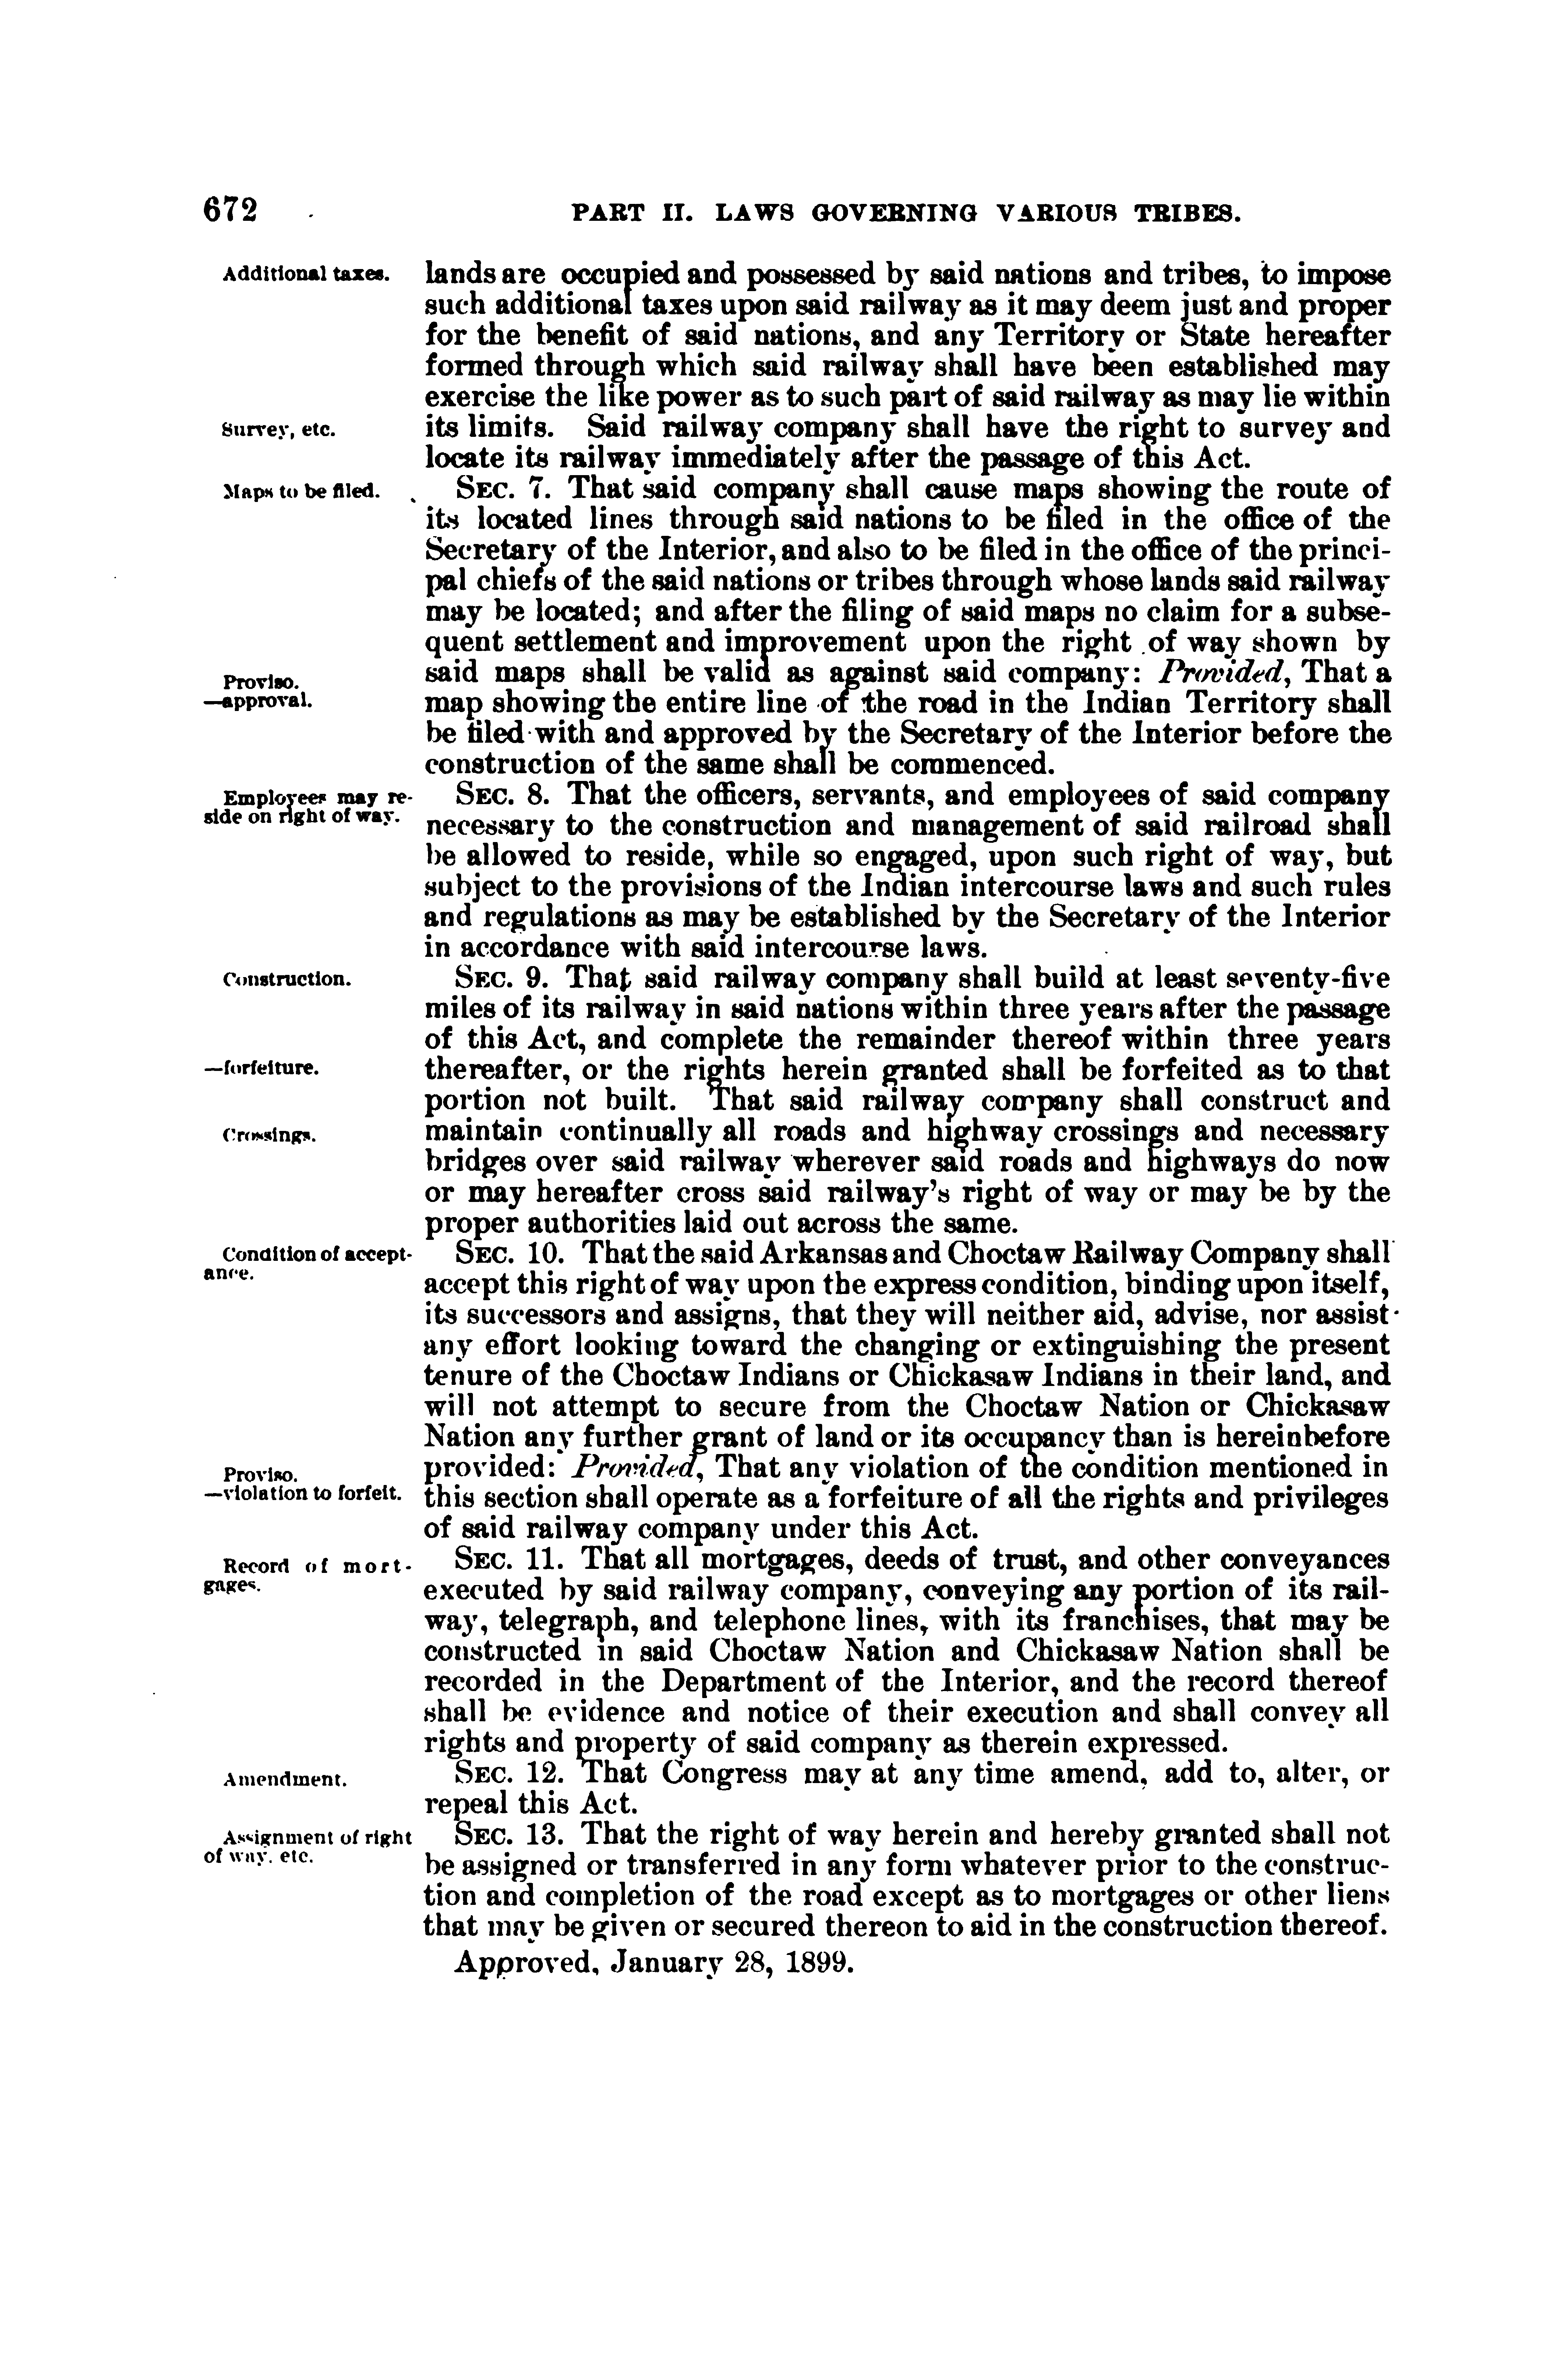 672 PART II. LAWS GOVERNING VARIOUS TRIBES.
Additional taxes. lands are occupied and possessed by said nations and tribes, to impose
such additional taxes upon said railway as it may deem just and proper
for the benefit of said nations, and any Territory or State hereafter
formed through which said railway shall have been established may
exercise the like power as to such part of said railway as may lie within
Survey, etc. its limits. Said railway company shall have the right to survey and
locate its railway immediately after the passage of this Act.
Maps to be filed. SEC. 7. That said company shall cause maps showing the route of
its located lines through said nations to be filed in the office of the
Secretary of the Interior, and also to be filed in the office of the princi-
pal chiefs of the said nations or tribes through whose lands said railway
may be located; and after the filing of said maps no claim for a subse-
quent settlement and improvement upon the right of way shown by
Proviso. said maps shall be valid as against said company: Provided, That a
—approval. map showing the entire line of the road in the Indian Territory shall
be filed with and approved by the Secretary of the Interior before the
construction of the same shall be commenced.
Employees may re- SEC. 8. That the officers, servants, and employees of said company
side on right of way. necessary to the construction and management of said railroad shall
be allowed to reside, while so engaged, upon such right of way, but
subject to the provisions of the Indian intercourse laws and such rules
and regulations as may be established by the Secretary of the Interior
in accordance with said intercourse laws.
Construction. SEC. 9. That said railway company shall build at least seventy-five
miles of its railway in said nations within three years after the passage
of this Act, and complete the remainder thereof within three years
—forfeiture. thereafter, or the rights herein granted shall be forfeited as to that
portion not built. That said railway company shall construct and
Crossings. maintain continually all roads and highway crossings and necessary
bridges over said railway wherever said roads and highways do now
or may hereafter cross said railway's right of way or may be by the
proper authorities laid out across the same.
Condition of accept- SEC. 10. That the said Arkansas and Choctaw Railway Company shall
ance. accept this right of way upon the express condition, binding upon itself,
its successors and assigns, that they will neither aid, advise, nor assist
any effort looking toward the changing or extinguishing the present
tenure of the Choctaw Indians or Chickasaw Indians in their land, and
will not attempt to secure from the Choctaw Nation or Chickasaw
Nation any further grant of land or its occupancy than is hereinbefore
Proviso. provided: Provided, That any violation of the condition mentioned in
—violation to forfeit. this section shall operate as a forfeiture of all the rights and privileges
of said railway company under this Act.
Record of mort- SEC. 11. That all mortgages, deeds of trust, and other conveyances
gages. executed by said railway company, conveying any portion of its rail-
way, telegraph, and telephone lines, with its franchises, that may be
constructed in said Choctaw Nation and Chickasaw Nation shall be
recorded in the Department of the Interior, and the record thereof
shall be evidence and notice of their execution and shall convey all
rights and property of said company as therein expressed.
Amendment. SEC. 12. That Congress may at any time amend, add to, alter, or
repeal this Act.
Assignment of right SEC. 13. That the right of way herein and hereby granted shall not
of way, etc. be assigned or transferred in any form whatever prior to the construc-
tion and completion of the road except as to mortgages or other liens
that may be given or secured thereon to aid in the construction thereof.
Approved, January 28, 1899.